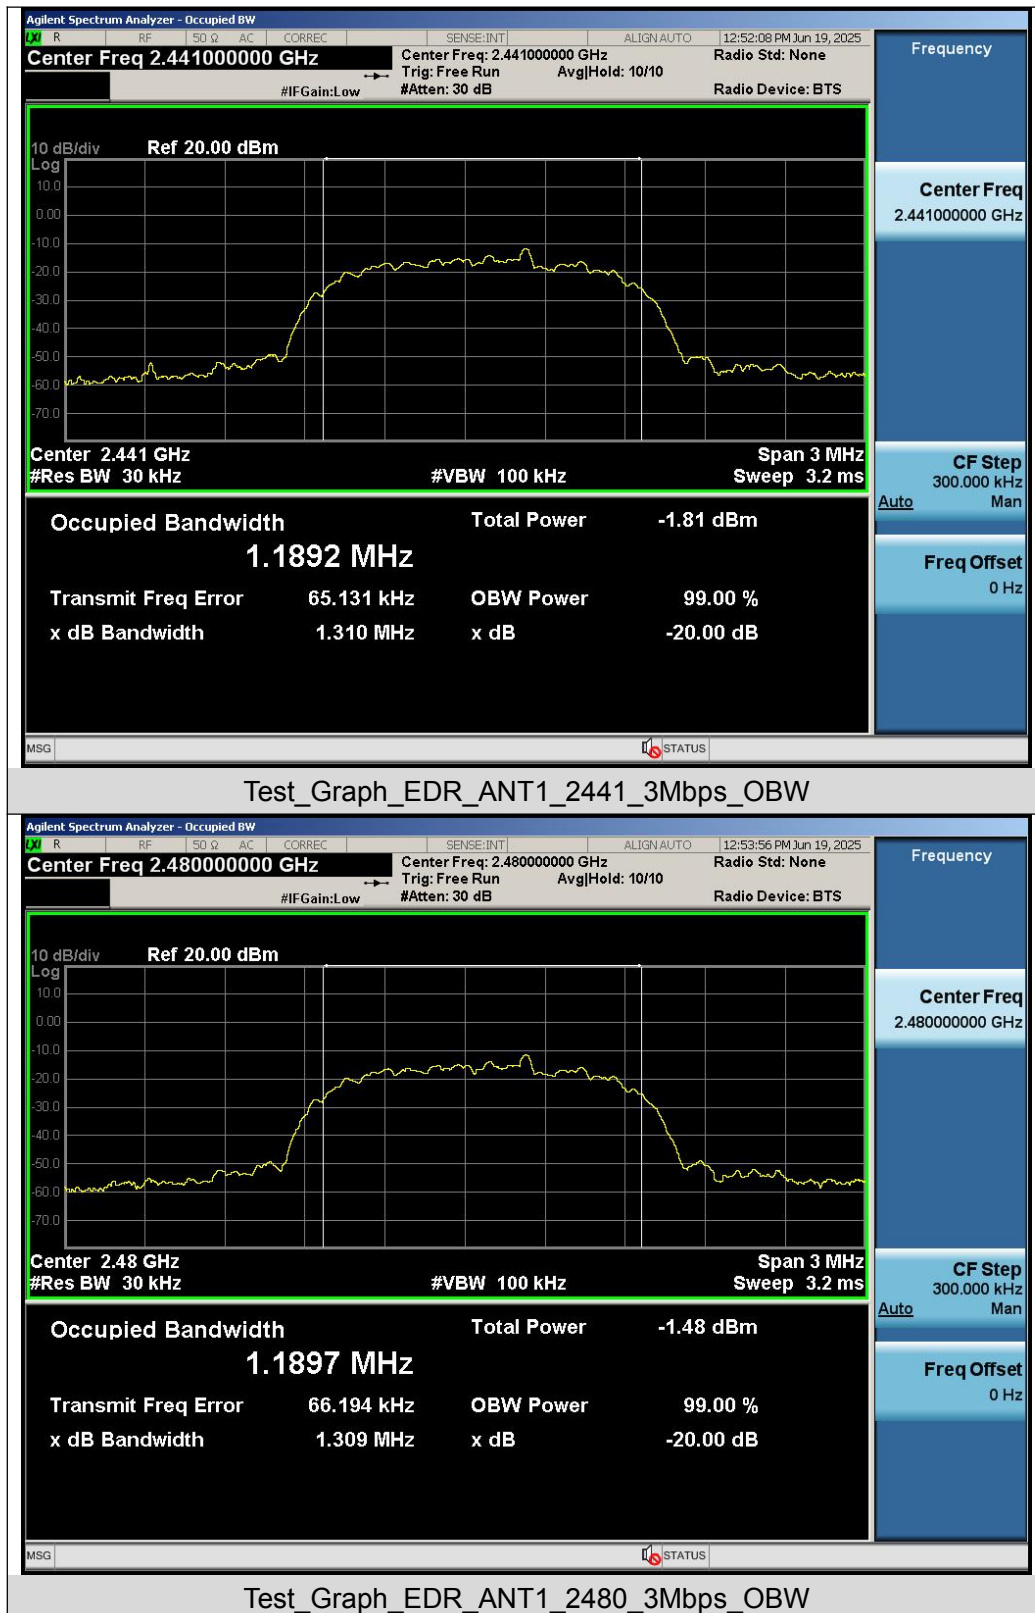 Agilent Spectrum Analyzer - Occupied BW
LXI R RF 50 Ω AC CORREC SENSE:INT ALIGN AUTO 12:52:08 PM Jun 19, 2025
Center Freq 2.441000000 GHz
Center Freq: 2.441000000 GHz
Radio Std: None
Trig: Free Run Avg|Hold: 10/10
#IFGain:Low
#Atten: 30 dB
Radio Device: BTS
Frequency
10 dB/div Ref 20.00 dBm
Log
10.0
0.00
-10.0
-20.0
-30.0
-40.0
-50.0
-60.0
-70.0
Center 2.441 GHz Span 3 MHz
#Res BW 30 kHz #VBW 100 kHz Sweep 3.2 ms
Center Freq
2.441000000 GHz
CF Step
300.000 kHz
Auto Man
Freq Offset
0 Hz
Occupied Bandwidth Total Power -1.81 dBm
1.1892 MHz
Transmit Freq Error 65.131 kHz OBW Power 99.00 %
x dB Bandwidth 1.310 MHz x dB -20.00 dB
MSG STATUS
Test_Graph_EDR_ANT1_2441_3Mbps_OBW
Agilent Spectrum Analyzer - Occupied BW
LXI R RF 50 Ω AC CORREC SENSE:INT ALIGN AUTO 12:53:56 PM Jun 19, 2025
Center Freq 2.480000000 GHz
Center Freq: 2.480000000 GHz
Radio Std: None
Trig: Free Run Avg|Hold: 10/10
#IFGain:Low
#Atten: 30 dB
Radio Device: BTS
Frequency
10 dB/div Ref 20.00 dBm
Log
10.0
0.00
-10.0
-20.0
-30.0
-40.0
-50.0
-60.0
-70.0
Center 2.48 GHz Span 3 MHz
#Res BW 30 kHz #VBW 100 kHz Sweep 3.2 ms
Center Freq
2.480000000 GHz
CF Step
300.000 kHz
Auto Man
Freq Offset
0 Hz
Occupied Bandwidth Total Power -1.48 dBm
1.1897 MHz
Transmit Freq Error 66.194 kHz OBW Power 99.00 %
x dB Bandwidth 1.309 MHz x dB -20.00 dB
MSG STATUS
Test_Graph_EDR_ANT1_2480_3Mbps_OBW